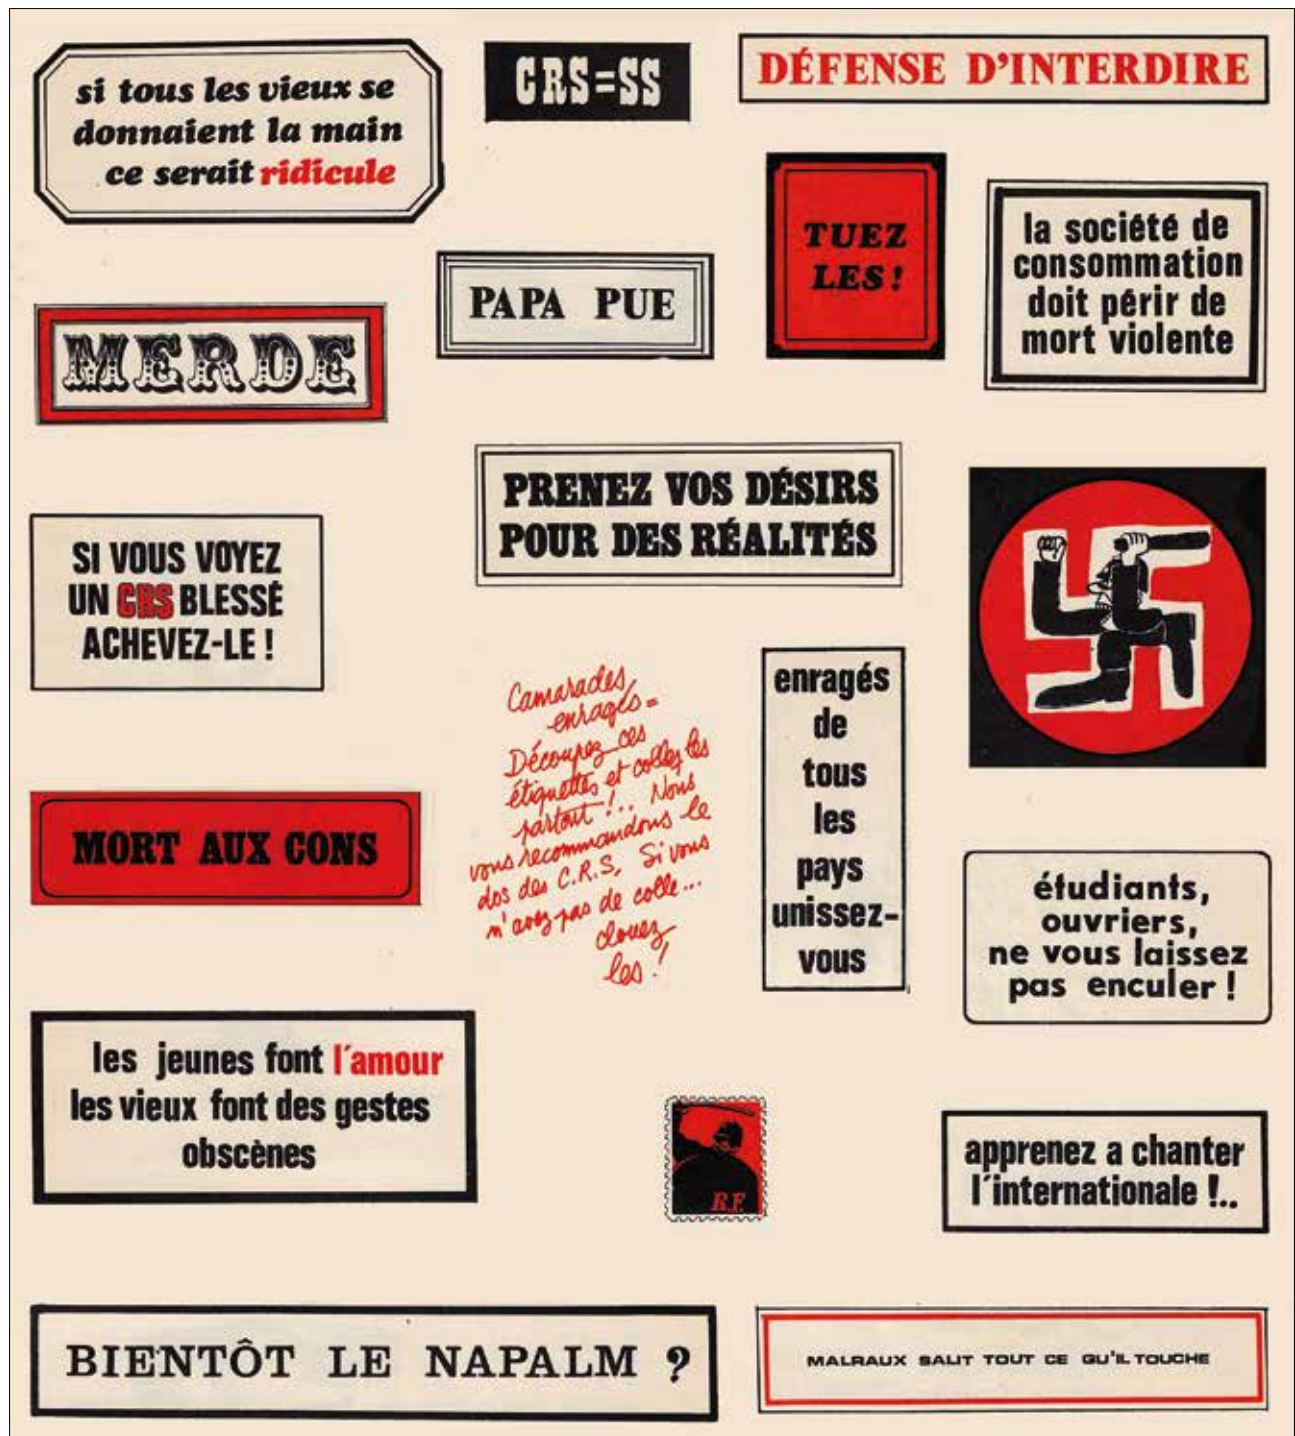 si tous les vieux se
donnaient la main
ce serait ridicule
CRS=SS
DÉFENSE D'INTERDIRE
TUEZ
LES !
la société de
consommation
doit périr de
mort violente
PAPA PUE
MERDE
PRENEZ VOS DÉSIRS
POUR DES RÉALITÉS
SI VOUS VOYEZ
UN CRS BLESSÉ
ACHEVEZ-LE !
Camarades,
enragés =
Découpez ces
étiquettes et collez les
partout !.. Nous
vous recommandons le
dos des C.R.S. Si vous
n'avez pas de colle...
clouez
les !
enragés
de
tous
les
pays
unissez-
vous
MORT AUX CONS
étudiants,
ouvriers,
ne vous laissez
pas enculer !
les jeunes font l'amour
les vieux font des gestes
obscènes
R.F.
apprenez a chanter
l'internationale !..
BIENTÔT LE NAPALM ?
MALRAUX SALIT TOUT CE QU'IL TOUCHE